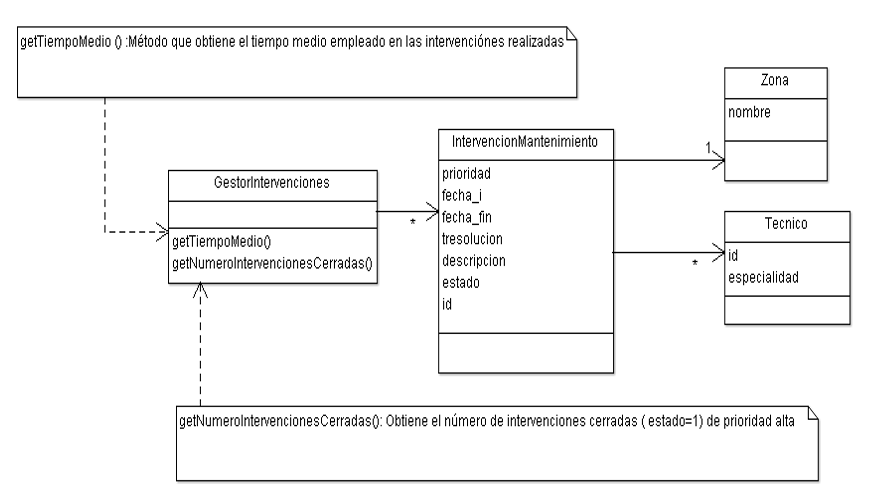 getTiempoMedio () :Método que obtiene el tiempo medio empleado en las intervenciónes realizadas
Zona
nombre
IntervencionMantenimiento
prioridad
fecha_i
fecha_fin
tresolucion
descripcion
estado
id
1
GestorIntervenciones
getTiempoMedio()
getNumeroIntervencionesCerradas()
*
Tecnico
id
especialidad
*
getNumeroIntervencionesCerradas(): Obtiene el número de intervenciones cerradas ( estado=1) de prioridad alta